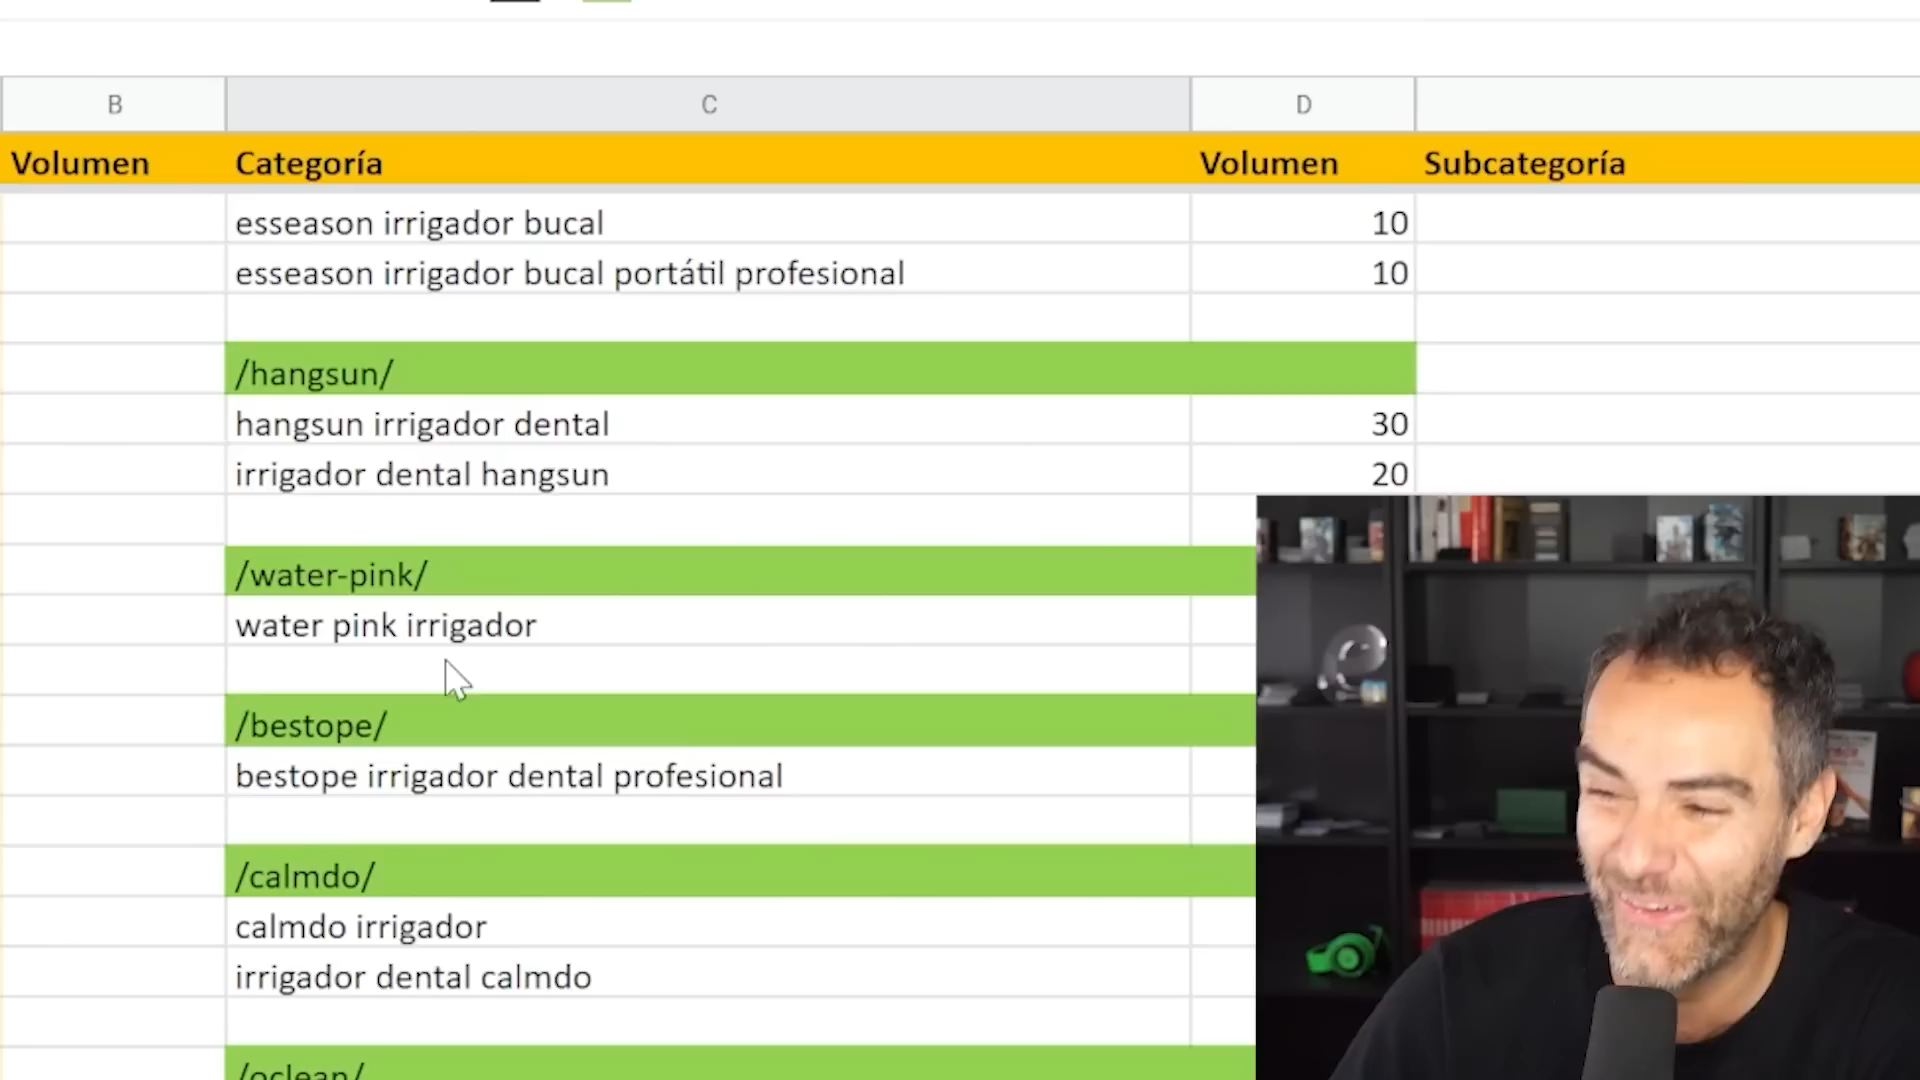 B C D
Volumen Categoría Volumen Subcategoría
esseason irrigador bucal 10
esseason irrigador bucal portátil profesional 10
/hangsun/
hangsun irrigador dental 30
irrigador dental hangsun 20
/water-pink/
water pink irrigador
/bestope/
bestope irrigador dental profesional
/calmdo/
calmdo irrigador
irrigador dental calmdo
/oclean/